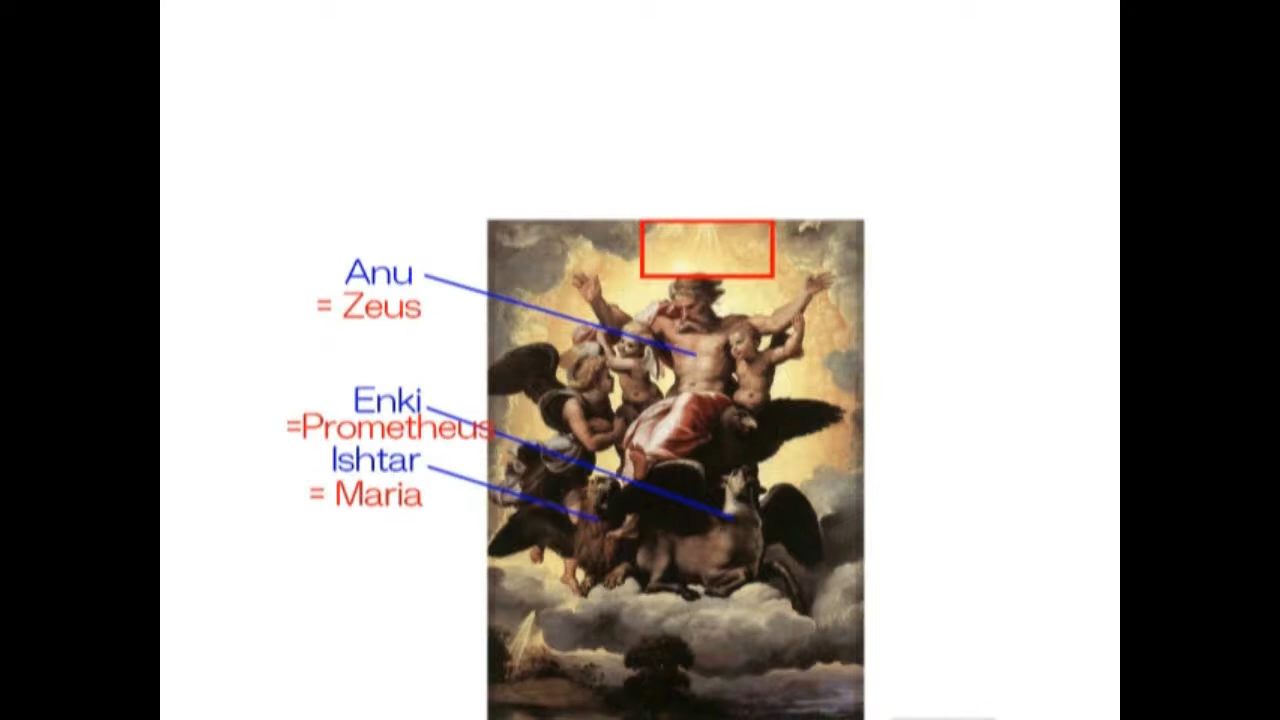 Anu
= Zeus
Enki
=Prometheus
Ishtar
= Maria